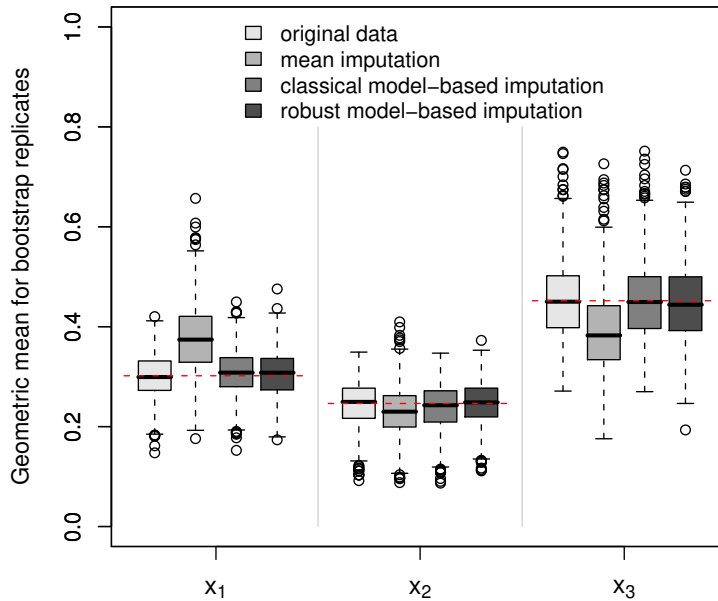 original data
mean imputation
classical model−based imputation
robust model−based imputation
Geometric mean for bootstrap replicates
1.0
0.8
0.6
0.4
0.2
0.0
x₁
x₂
x₃